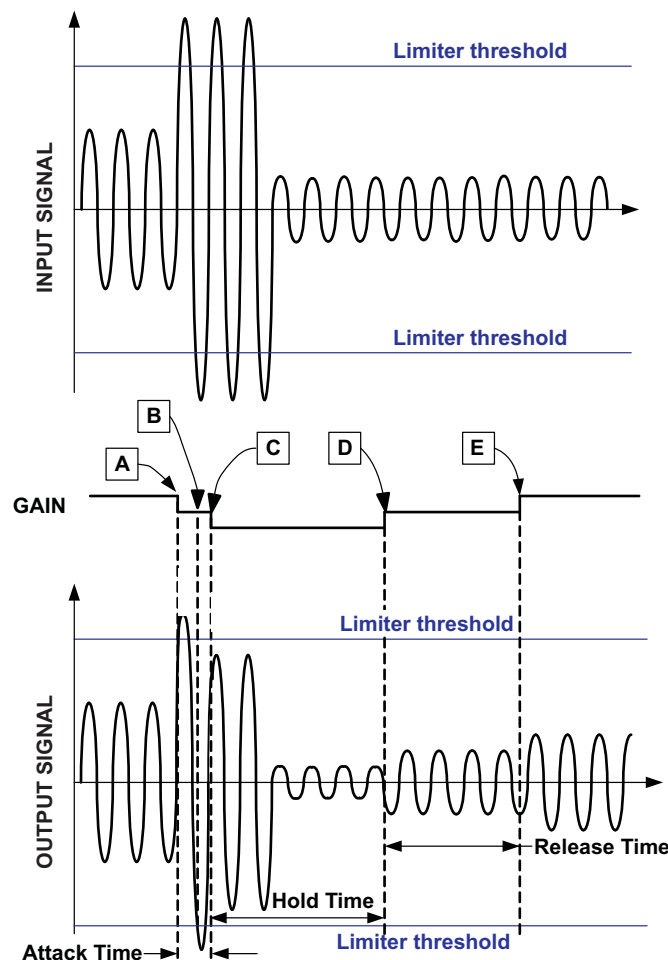 Limiter threshold
INPUT SIGNAL
Limiter threshold
B
A
C
D
E
GAIN
Limiter threshold
OUTPUT SIGNAL
Release Time
Hold Time
Limiter threshold
Attack Time